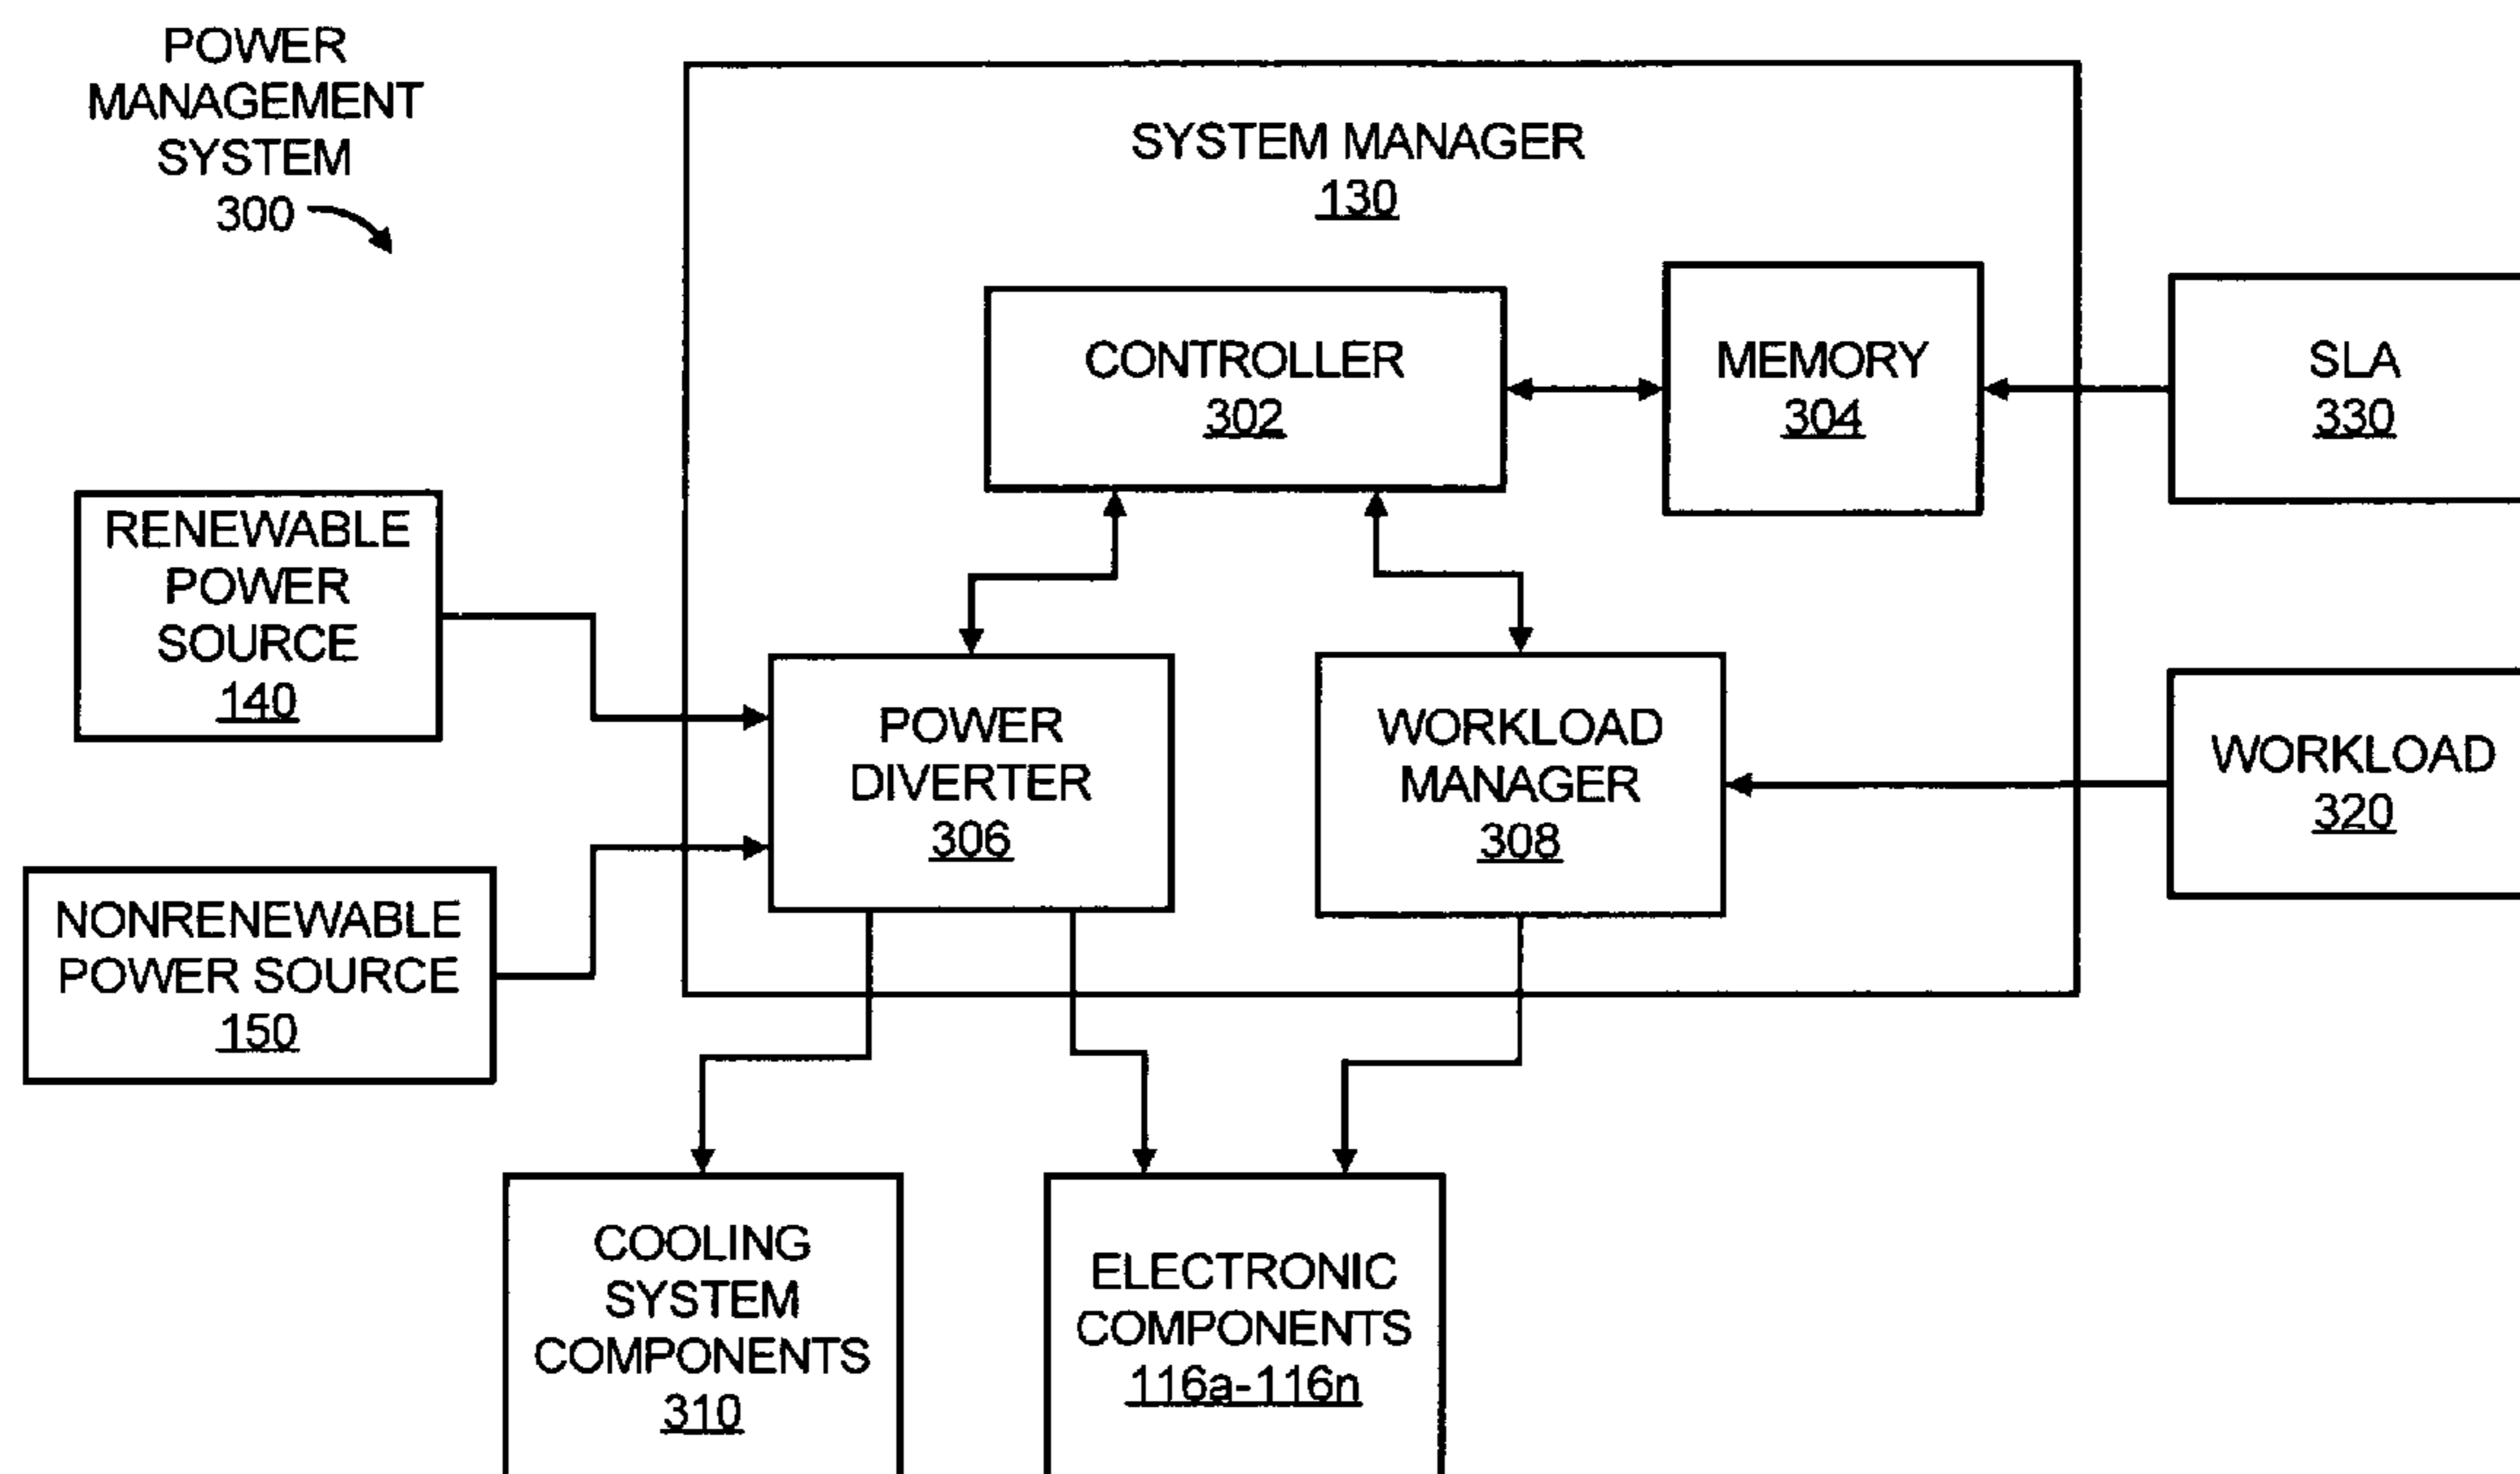 POWER
MANAGEMENT
SYSTEM
300
SYSTEM MANAGER
130
CONTROLLER
302
MEMORY
304
SLA
330
RENEWABLE
POWER
SOURCE
140
POWER
DIVERTER
306
WORKLOAD
MANAGER
308
WORKLOAD
320
NONRENEWABLE
POWER SOURCE
150
COOLING
SYSTEM
COMPONENTS
310
ELECTRONIC
COMPONENTS
116a-116n